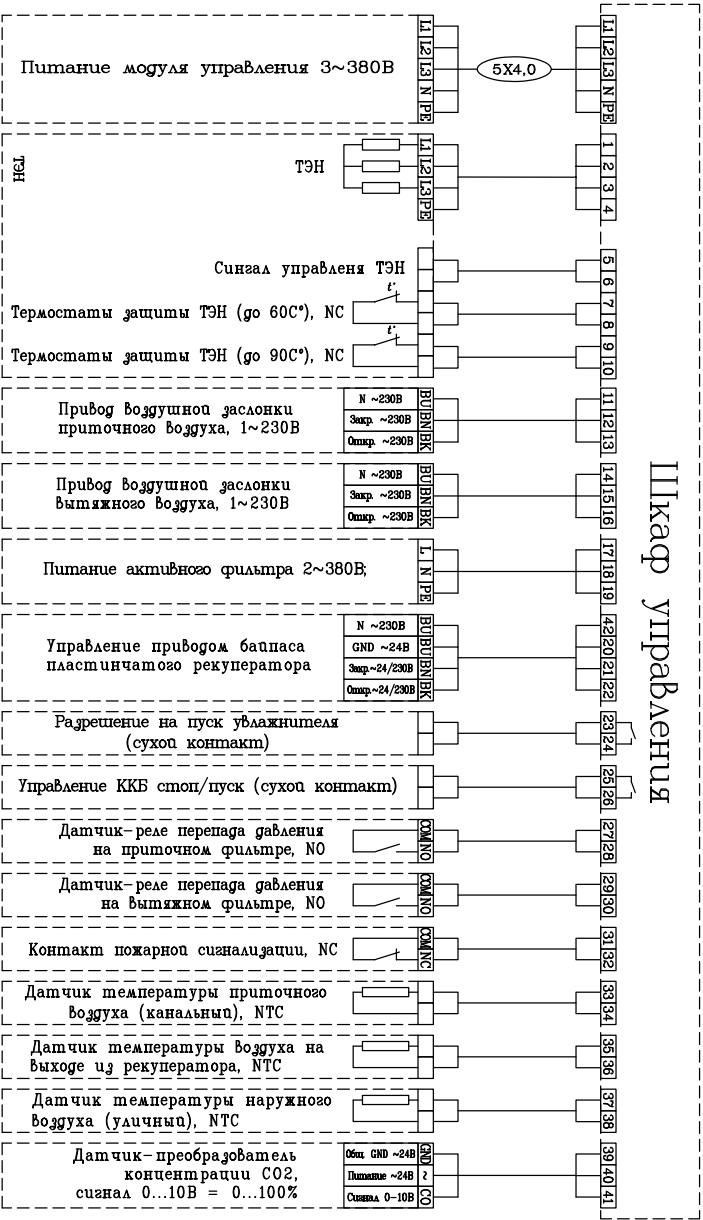 Питание модуля управления 3~380В
L1
L2
L3
N
PE
5X4,0
L1
L2
L3
N
PE
ТЭН
ТЭН
L1
L2
L3
PE
1
2
3
4
Сингал управленя ТЭН
5
6
t°
Термостаты защиты ТЭН (до 60С°), NC
7
8
t°
Термостаты защиты ТЭН (до 90С°), NC
9
10
Привод воздушной заслонки
приточного воздуха, 1~230В
N ~230В
Закр. ~230В
Откр. ~230В
BU
BN
BK
11
12
13
Привод воздушной заслонки
вытяжного воздуха, 1~230В
N ~230В
Закр. ~230В
Откр. ~230В
BU
BN
BK
14
15
16
Питание активного фильтра 2~380В;
L
N
PE
17
18
19
Управление приводом байпаса
пластинчатого рекуператора
N ~230В
GND ~24В
Закр.~24/230В
Откр.~24/230В
BU
BU
BN
BK
42
20
21
22
Разрешение на пуск увлажнителя
(сухой контакт)
23
24
Управление ККБ стоп/пуск (сухой контакт)
25
26
Датчик-реле перепада давления
на приточном фильтре, NO
COM
NO
27
28
Датчик-реле перепада давления
на вытяжном фильтре, NO
COM
NO
29
30
Контакт пожарной сигнализации, NC
COM
NC
31
32
Датчик температуры приточного
воздуха (канальный), NTC
33
34
Датчик температуры воздуха на
выходе из рекуператора, NTC
35
36
Датчик температуры наружного
воздуха (уличный), NTC
37
38
Датчик-преобразователь
концентрации СО2,
сигнал 0...10В = 0...100%
Общ. GND ~24В
Питание ~24В
Сигнал 0-10В
GND
~
CO
39
40
41
Шкаф управления